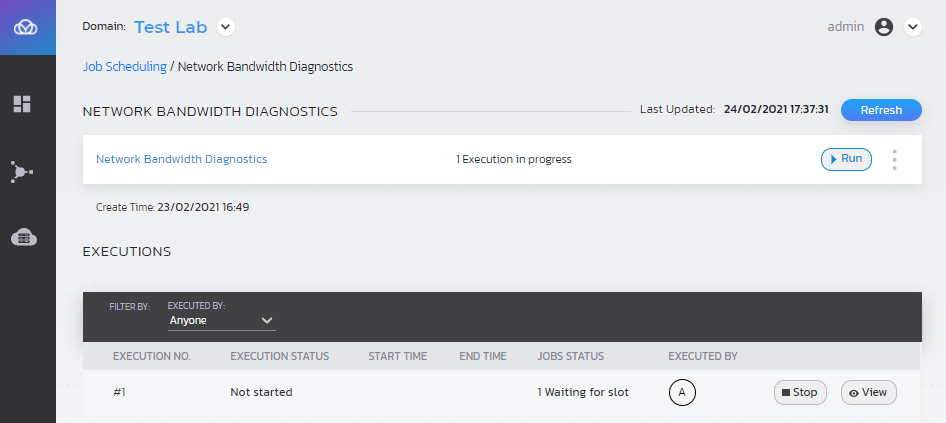 Domain: Test Lab
admin
Job Scheduling / Network Bandwidth Diagnostics
NETWORK BANDWIDTH DIAGNOSTICS Last Updated: 24/02/2021 17:37:31 Refresh
Network Bandwidth Diagnostics 1 Execution in progress Run
Create Time: 23/02/2021 16:49
EXECUTIONS
FILTER BY: EXECUTED BY:
Anyone
EXECUTION NO. EXECUTION STATUS START TIME END TIME JOBS STATUS EXECUTED BY
#1 Not started 1 Waiting for slot A Stop View